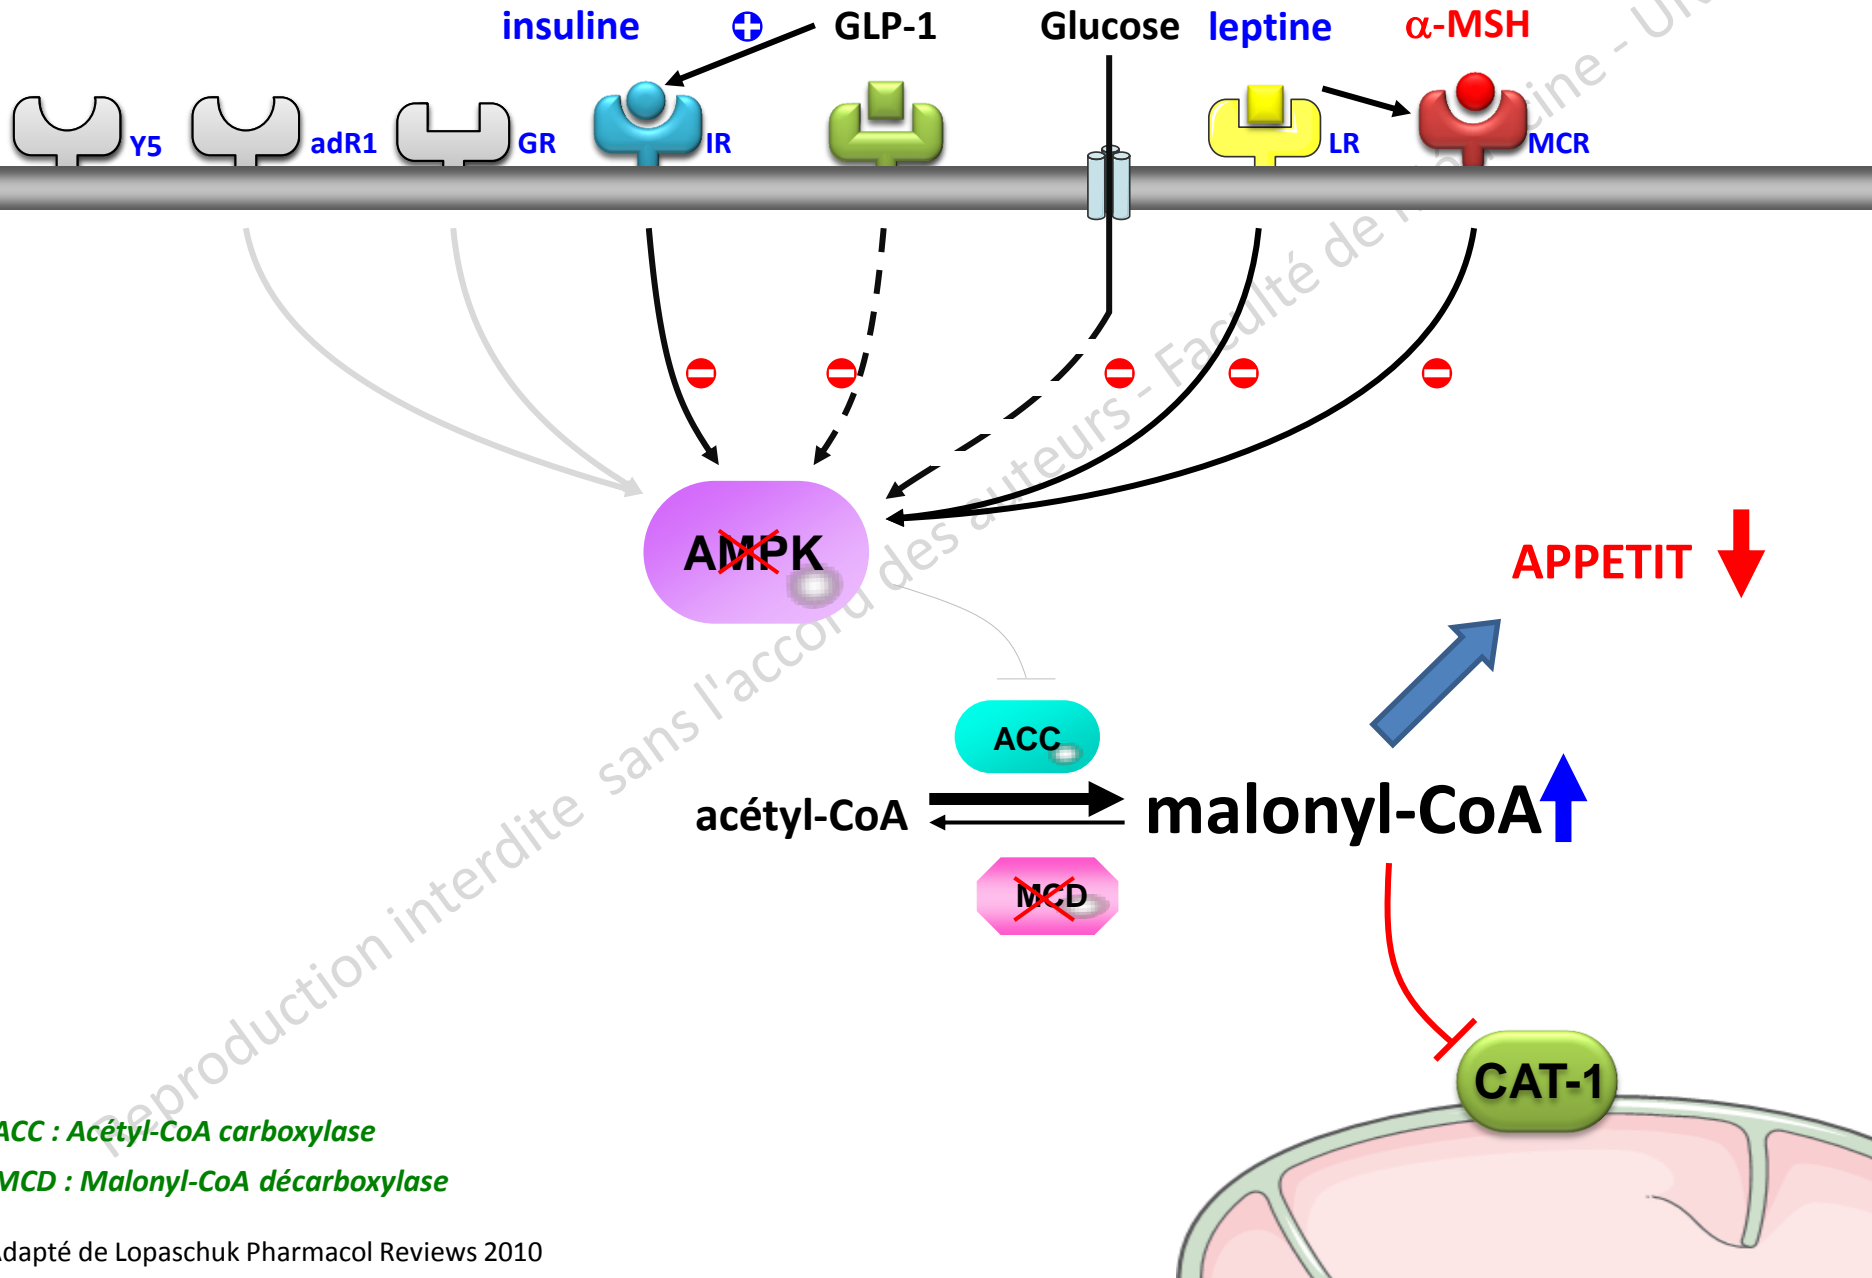 insuline GLP-1 Glucose leptine α-MSH
Y5 adR1 GR IR LR MCR
AMPK
APPETIT
ACC
acétyl-CoA malonyl-CoA
MCD
CAT-1
ACC : Acétyl-CoA carboxylase
MCD : Malonyl-CoA décarboxylase
Adapté de Lopaschuk Pharmacol Reviews 2010
Reproduction interdite sans l'accord des auteurs - Faculté de